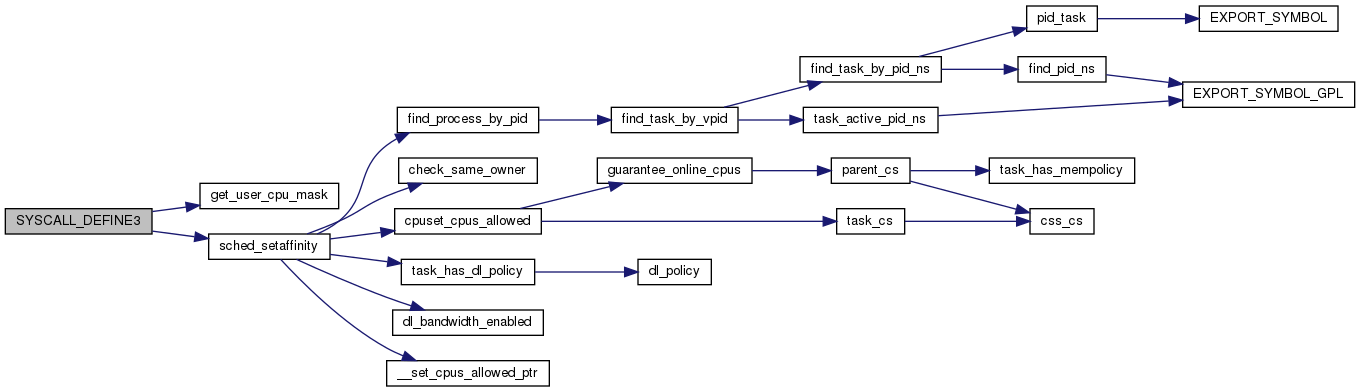 SYSCALL_DEFINE3
get_user_cpu_mask
sched_setaffinity
find_process_by_pid
check_same_owner
cpuset_cpus_allowed
task_has_dl_policy
dl_bandwidth_enabled
__set_cpus_allowed_ptr
find_task_by_vpid
guarantee_online_cpus
dl_policy
find_task_by_pid_ns
task_active_pid_ns
parent_cs
task_cs
pid_task
find_pid_ns
task_has_mempolicy
css_cs
EXPORT_SYMBOL
EXPORT_SYMBOL_GPL